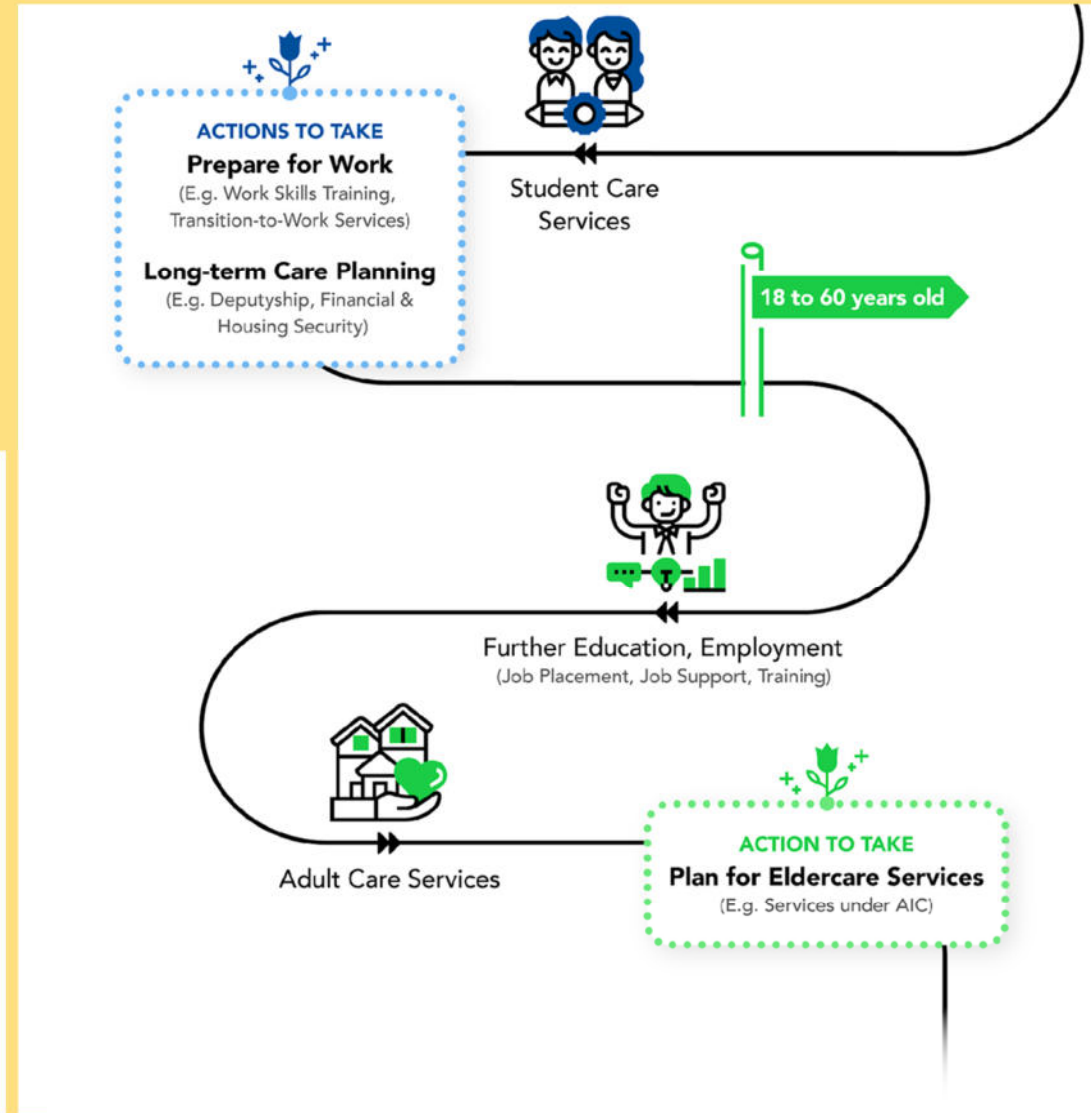 ACTIONS TO TAKE
Prepare for Work
(E.g. Work Skills Training,
Transition-to-Work Services)
Long-term Care Planning
(E.g. Deputyship, Financial &
Housing Security)
Student Care
Services
18 to 60 years old
Further Education, Employment
(Job Placement, Job Support, Training)
Adult Care Services
ACTION TO TAKE
Plan for Eldercare Services
(E.g. Services under AIC)